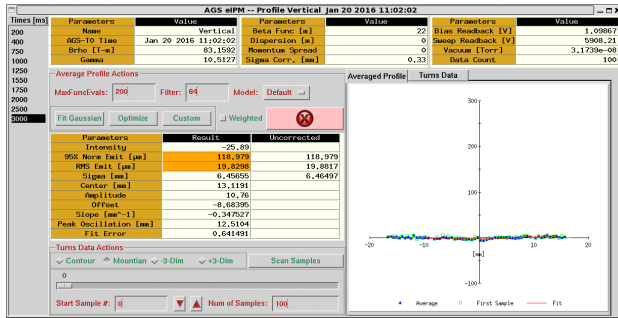 AGS eIPM -- Profile Vertical Jan 20 2016 11:02:02
Times [ms]
200
400
750
1000
1250
1550
1750
2000
2500
3000
Parameters Value
Name Vertical
AGS-T0 Time Jan 20 2016 11:02:02
Brho [T-m] 83.1592
Gamma 10.5127
Parameters Value
Beta Func [m] 22
Dispersion [m] 0
Momentum Spread 0
Sigma Corr. [mm] 0.33
Parameters Value
Bias Readback [V] 1.09867
Sweep Readback [V] 5908.21
Vacuum [Torr] 3.1739e-08
Data Count 100
Average Profile Actions
MaxFuncEvals: 200 Filter: 64 Model: Default
Fit Gaussian Optimize Custom Weighted
Parameters Result Uncorrected
Intensity -25.89
95% Norm Emit [µm] 118.979 118.979
RMS Emit [µm] 19.8298 19.8817
Sigma [mm] 6.45655 6.46497
Center [mm] 13.1191
Amplitude 10.76
Offset -8.68395
Slope [mm^-1] -0.347527
Peak Oscillation [mm] 12.5104
Fit Error 0.641491
Turns Data Actions
Contour Mountian -3-Dim +3-Dim Scan Samples
0
Start Sample #: 0 Num of Samples: 100
Averaged Profile Turns Data
300
200
100
-20 -10 10 20
[mm]
-100
Average First Sample Fit